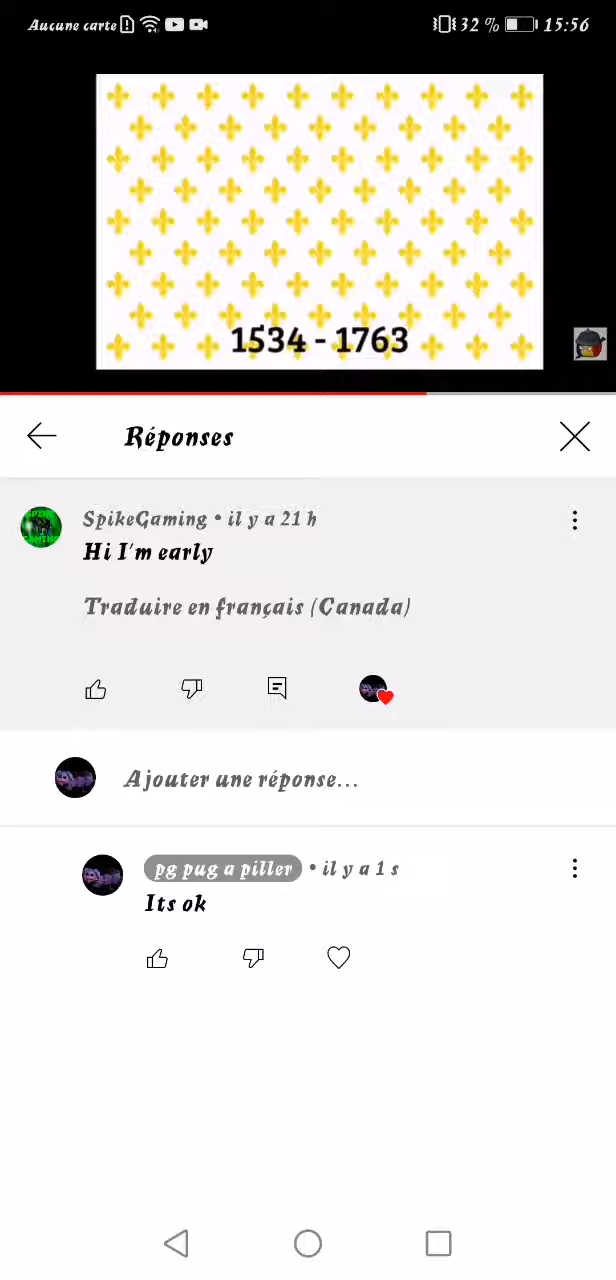 Aucune carte 32 % 15:56
1534 - 1763
Réponses
SpikeGaming • il y a 21 h
Hi I'm early
Traduire en français (Canada)
Ajouter une réponse...
pg pug a piller • il y a 1 s
Its ok